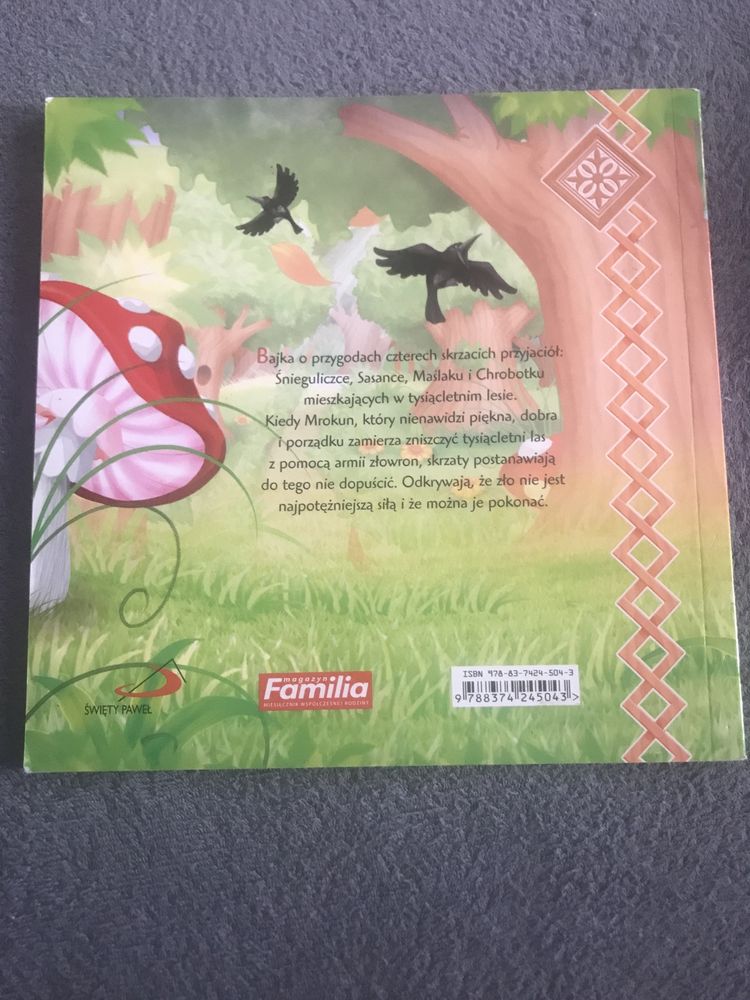 Bajka o przygodach czterech skrzacich przyjaciół:
Śnieguliczce, Sasance, Maślaku i Chrobotku
mieszkających w tysiącletnim lesie.
Kiedy Mrokun, który nienawidzi piękna, dobra
i porządku zamierza zniszczyć tysiącletni las
z pomocą armii złowron, skrzaty postanawiają
do tego nie dopuścić. Odkrywają, że zło nie jest
najpotężniejszą siłą i że można je pokonać.
ŚWIĘTY PAWEŁ
magazyn
Familia
MIESIĘCZNIK WSPÓŁCZESNEJ RODZINY
ISBN 978-83-7424-504-3
9 788374 245043 >